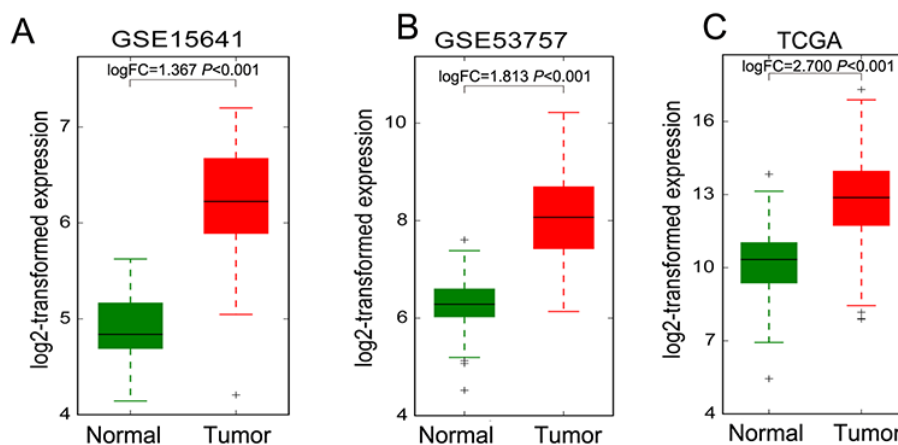 A
GSE15641
logFC=1.367 P<0.001
log2-transformed expression
7
6
5
4
Normal Tumor
B
GSE53757
logFC=1.813 P<0.001
log2-transformed expression
10
8
6
4
Normal Tumor
C
TCGA
logFC=2.700 P<0.001
log2-transformed expression
16
13
10
7
4
Normal Tumor